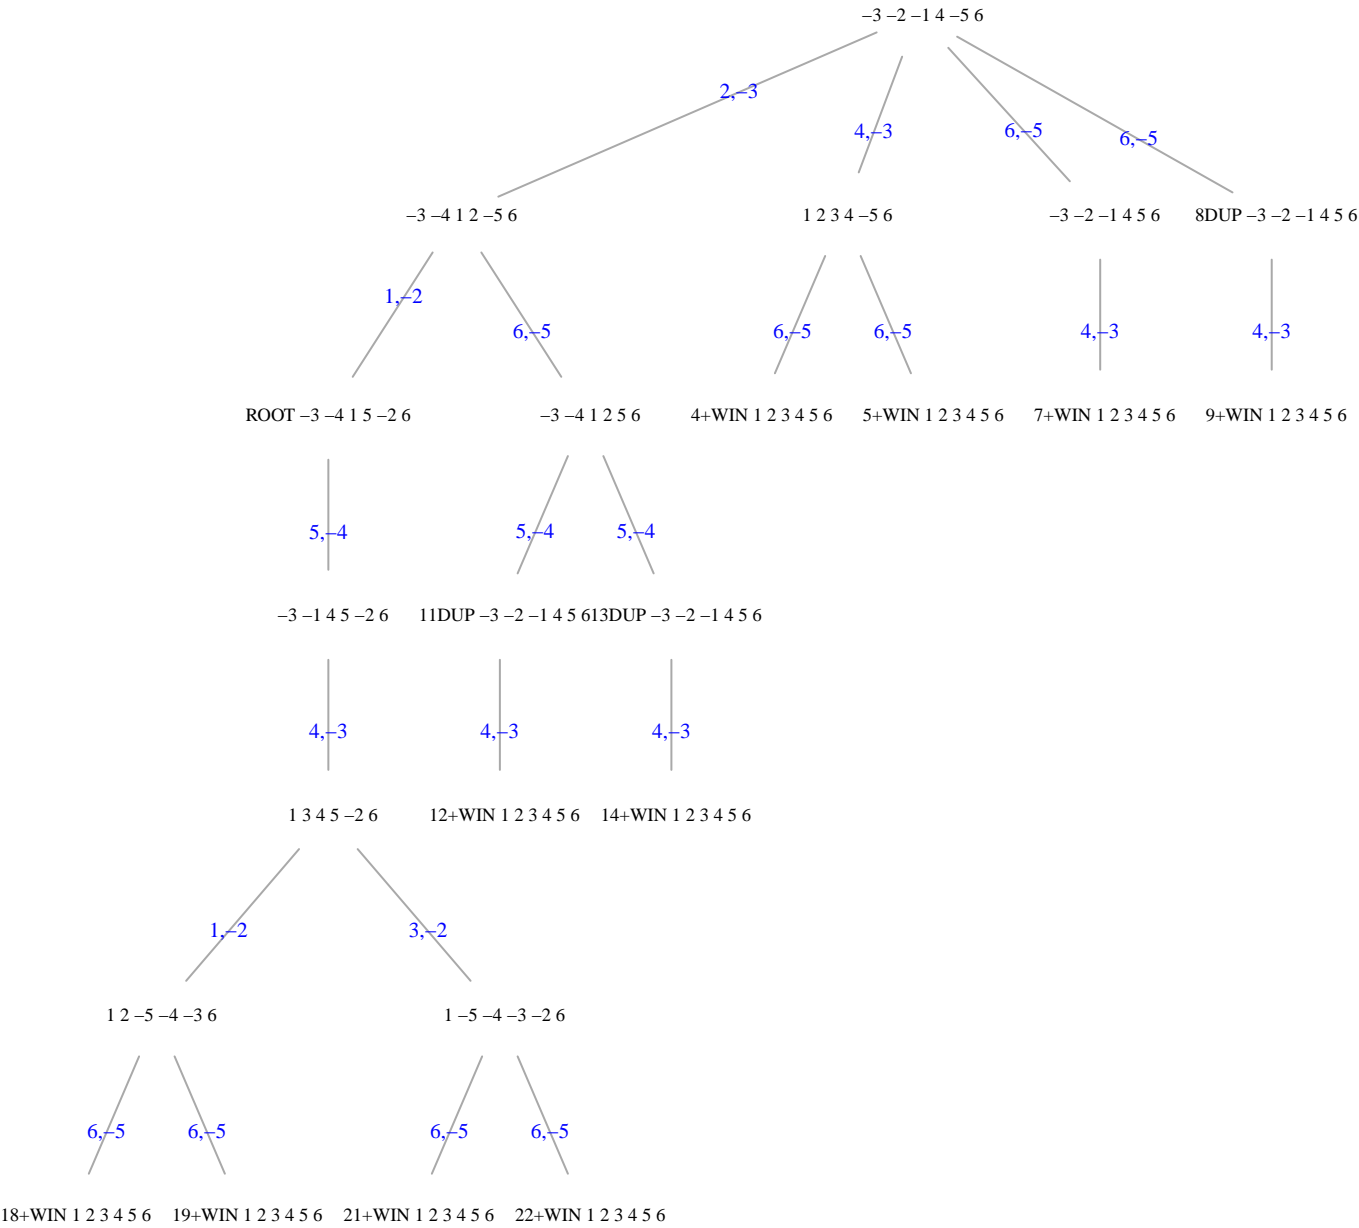 –3 –2 –1 4 –5 6
2,–3
4,–3
6,–5
6,–5
–3 –4 1 2 –5 6
1 2 3 4 –5 6
–3 –2 –1 4 5 6
8DUP –3 –2 –1 4 5 6
1,–2
6,–5
6,–5
6,–5
4,–3
4,–3
ROOT –3 –4 1 5 –2 6
–3 –4 1 2 5 6
4+WIN 1 2 3 4 5 6
5+WIN 1 2 3 4 5 6
7+WIN 1 2 3 4 5 6
9+WIN 1 2 3 4 5 6
5,–4
5,–4
5,–4
–3 –1 4 5 –2 6
11DUP –3 –2 –1 4 5 6
13DUP –3 –2 –1 4 5 6
4,–3
4,–3
4,–3
1 3 4 5 –2 6
12+WIN 1 2 3 4 5 6
14+WIN 1 2 3 4 5 6
1,–2
3,–2
1 2 –5 –4 –3 6
1 –5 –4 –3 –2 6
6,–5
6,–5
6,–5
6,–5
18+WIN 1 2 3 4 5 6
19+WIN 1 2 3 4 5 6
21+WIN 1 2 3 4 5 6
22+WIN 1 2 3 4 5 6